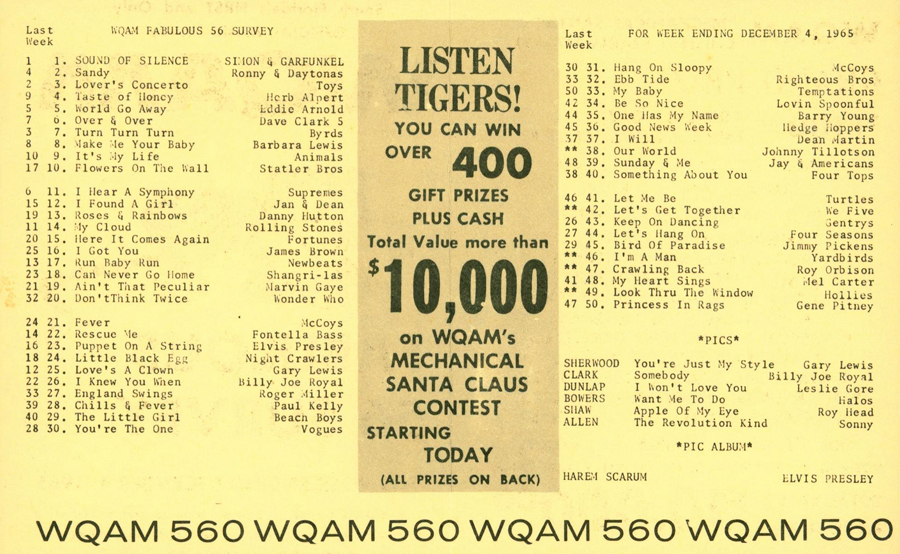 Last WQAM FABULOUS 56 SURVEY
Week
1 1. SOUND OF SILENCE SIMON & GARFUNKEL
4 2. Sandy Ronny & Daytonas
2 3. Lover's Concerto Toys
9 4. Taste of Honey Herb Alpert
5 5. World Go Away Eddie Arnold
7 6. Over & Over Dave Clark 5
3 7. Turn Turn Turn Byrds
8 8. Make Me Your Baby Barbara Lewis
10 9. It's My Life Animals
17 10. Flowers On The Wall Statler Bros
6 11. I Hear A Symphony Supremes
15 12. I Found A Girl Jan & Dean
19 13. Roses & Rainbows Danny Hutton
11 14. My Cloud Rolling Stones
20 15. Here It Comes Again Fortunes
25 16. I Got You James Brown
13 17. Run Baby Run Newbeats
23 18. Can Never Go Home Shangri-las
21 19. Ain't That Peculiar Marvin Gaye
32 20. Don'tThink Twice Wonder Who
24 21. Fever McCoys
14 22. Rescue Me Fontella Bass
16 23. Puppet On A String Elvis Presley
18 24. Little Black Egg Night Crawlers
12 25. Love's A Clown Gary Lewis
22 26. I Knew You When Billy Joe Royal
33 27. England Swings Roger Miller
39 28. Chills & Fever Paul Kelly
40 29. The Little Girl Beach Boys
28 30. You're The One Vogues
LISTEN
TIGERS!
YOU CAN WIN
OVER 400
GIFT PRIZES
PLUS CASH
Total Value more than
$10,000
on WQAM's
MECHANICAL
SANTA CLAUS
CONTEST
STARTING
TODAY
(ALL PRIZES ON BACK)
Last FOR WEEK ENDING DECEMBER 4, 1965
Week
30 31. Hang On Sloopy McCoys
33 32. Ebb Tide Righteous Bros
50 33. My Baby Temptations
42 34. Be So Nice Lovin Spoonful
44 35. One Has My Name Barry Young
45 36. Good News Week Hedge Hoppers
37 37. I Will Dean Martin
** 38. Our World Johnny Tillotson
48 39. Sunday & Me Jay & Americans
38 40. Something About You Four Tops
46 41. Let Me Be Turtles
** 42. Let's Get Together We Five
26 43. Keep On Dancing Gentrys
27 44. Let's Hang On Four Seasons
29 45. Bird Of Paradise Jimmy Pickens
** 46. I'm A Man Yardbirds
** 47. Crawling Back Roy Orbison
41 48. My Heart Sings Mel Carter
** 49. Look Thru The Window Hollies
47 50. Princess In Rags Gene Pitney
*PICS*
SHERWOOD You're Just My Style Gary Lewis
CLARK Somebody Billy Joe Royal
DUNLAP I Won't Love You Leslie Gore
BOWERS Want Me To Do Halos
SHAW Apple Of My Eye Roy Head
ALLEN The Revolution Kind Sonny
*PIC ALBUM*
HAREM SCARUM ELVIS PRESLEY
WQAM 560 WQAM 560 WQAM 560 WQAM 560